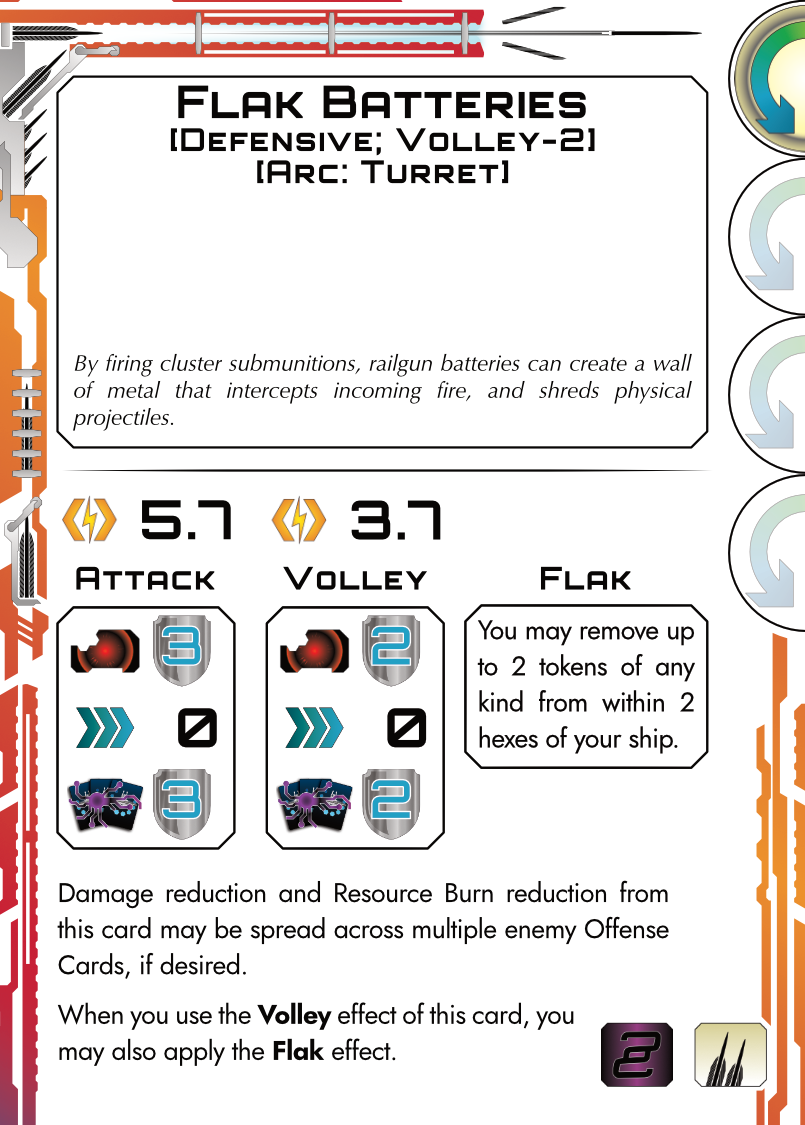 Flak Batteries
[Defensive; Volley-2]
[Arc: Turret]
By firing cluster submunitions, railgun batteries can create a wall
of metal that intercepts incoming fire, and shreds physical
projectiles.
5.7 3.7
Attack Volley Flak
3 2
0 0
3 2
You may remove up
to 2 tokens of any
kind from within 2
hexes of your ship.
Damage reduction and Resource Burn reduction from
this card may be spread across multiple enemy Offense
Cards, if desired.
When you use the Volley effect of this card, you
may also apply the Flak effect.
2